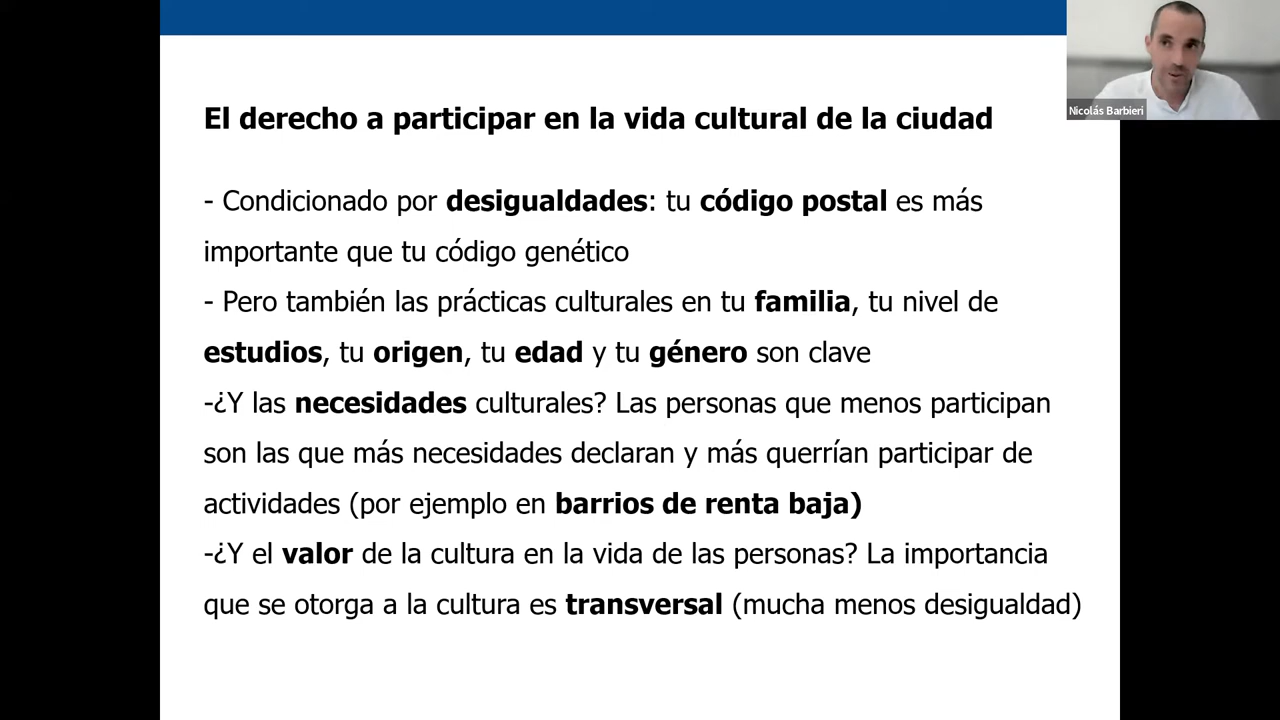 El derecho a participar en la vida cultural de la ciudad
- Condicionado por desigualdades: tu código postal es más
importante que tu código genético
- Pero también las prácticas culturales en tu familia, tu nivel de
estudios, tu origen, tu edad y tu género son clave
-¿Y las necesidades culturales? Las personas que menos participan
son las que más necesidades declaran y más querrían participar de
actividades (por ejemplo en barrios de renta baja)
-¿Y el valor de la cultura en la vida de las personas? La importancia
que se otorga a la cultura es transversal (mucha menos desigualdad)
Nicolás Barbieri